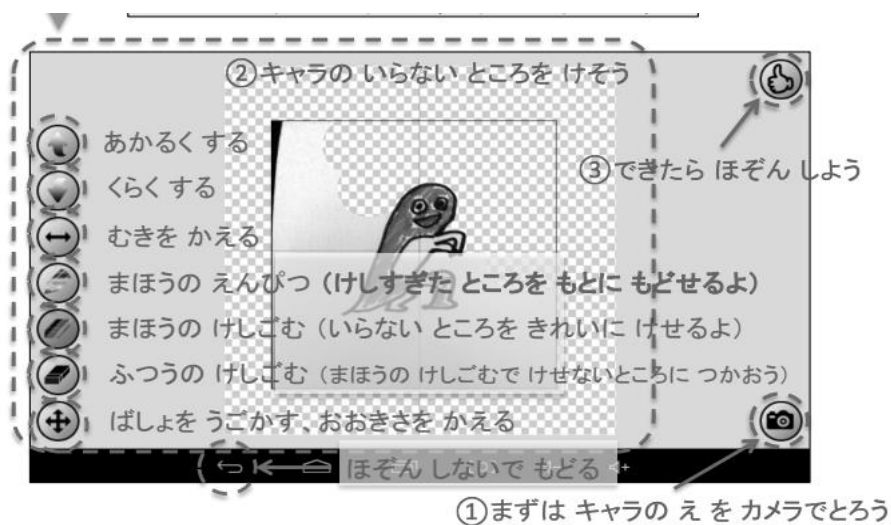 ②キャラの いらない ところを けそう
あかるく する
③できたら ほぞん しよう
くらく する
むきを かえる
まほうの えんぴつ（けしすぎた ところを もとに もどせるよ）
まほうの けしごむ（いらない ところを きれいに けせるよ）
ふつうの けしごむ（まほうの けしごむで けせないところに つかおう）
ばしょを うごかす、おおきさを かえる
ほぞん しないで もどる
①まずは キャラの え を カメラでとろう